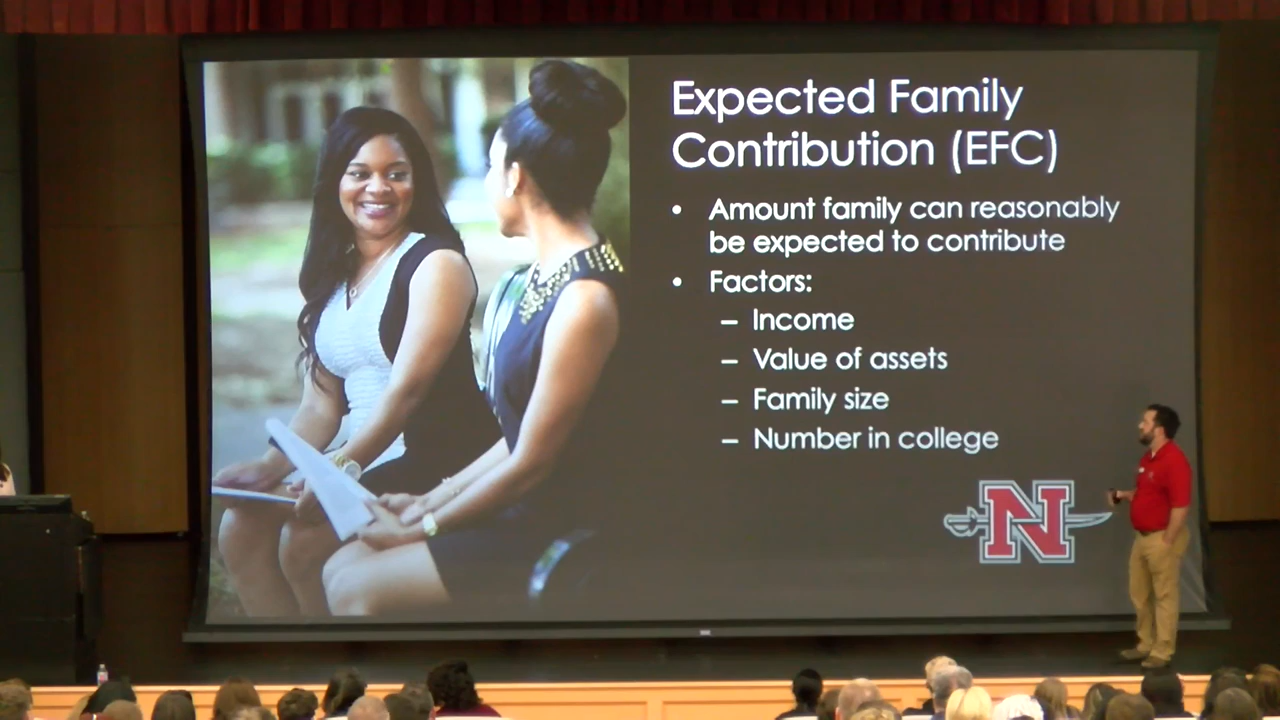 Expected Family
Contribution (EFC)
• Amount family can reasonably
be expected to contribute
• Factors:
– Income
– Value of assets
– Family size
– Number in college
N